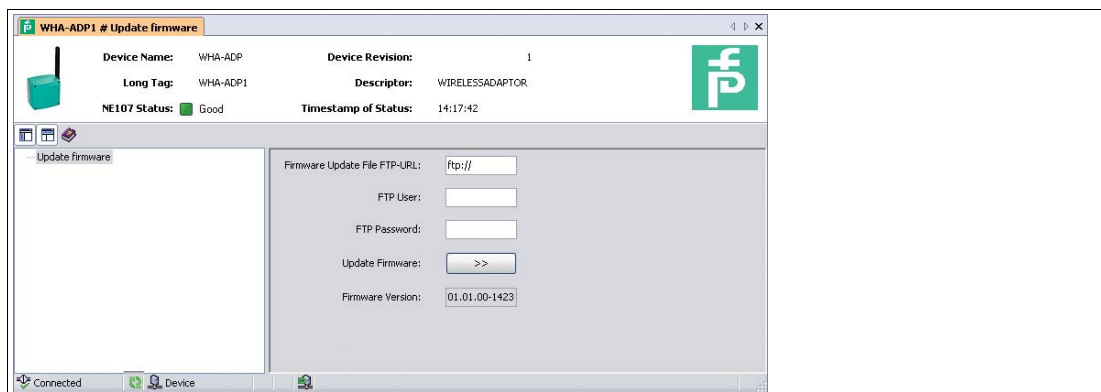 WHA-ADP1 # Update firmware
Device Name: WHA-ADP Device Revision: 1
Long Tag: WHA-ADP1 Descriptor: WIRELESSADAPTOR
NE107 Status: Good Timestamp of Status: 14:17:42
Update firmware
Firmware Update File FTP-URL: ftp://
FTP User:
FTP Password:
Update Firmware: >>
Firmware Version: 01.01.00-1423
Connected Device